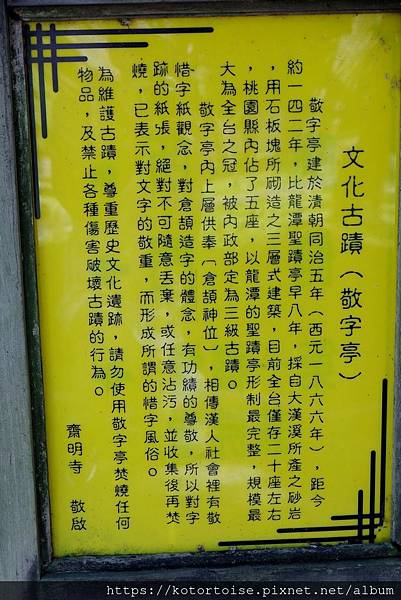 文化古蹟（敬字亭）
敬字亭建於清朝同治五年（西元一八六六年），距今
約一四二年，比龍潭聖蹟亭早八年，採自大漢溪所產之砂岩
，用石板塊所砌造之三層式建築，目前全台僅存二十座左右
，桃園縣內佔了五座，以龍潭的聖蹟亭形制最完整，規模最
大為全台之冠，被內政部定為三級古蹟。
敬字亭內上層供奉〔倉頡神位〕，相傳漢人社會裡有敬
惜字紙觀念，對倉頡造字的體念，有功績的尊敬，所以對字
跡的紙張，絕對不可隨意丟棄，或任意沾污，並收集後再焚
燒，已表示對文字的敬重，而形成所謂的惜字風俗。
為維護古蹟，尊重歷史文化遺跡，請勿使用敬字亭焚燒任何
物品，及禁止各種傷害破壞古蹟的行為。
齋明寺 敬啟
https://kotortoise.pixnet.net/album